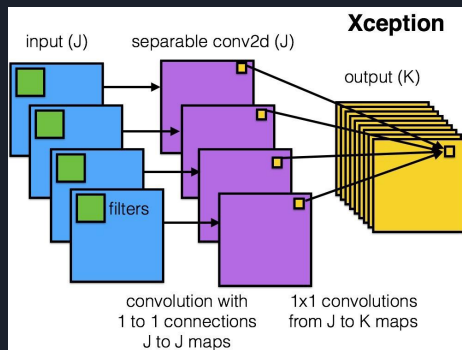 Xception
input (J)
separable conv2d (J)
output (K)
filters
convolution with
1 to 1 connections
J to J maps
1x1 convolutions
from J to K maps